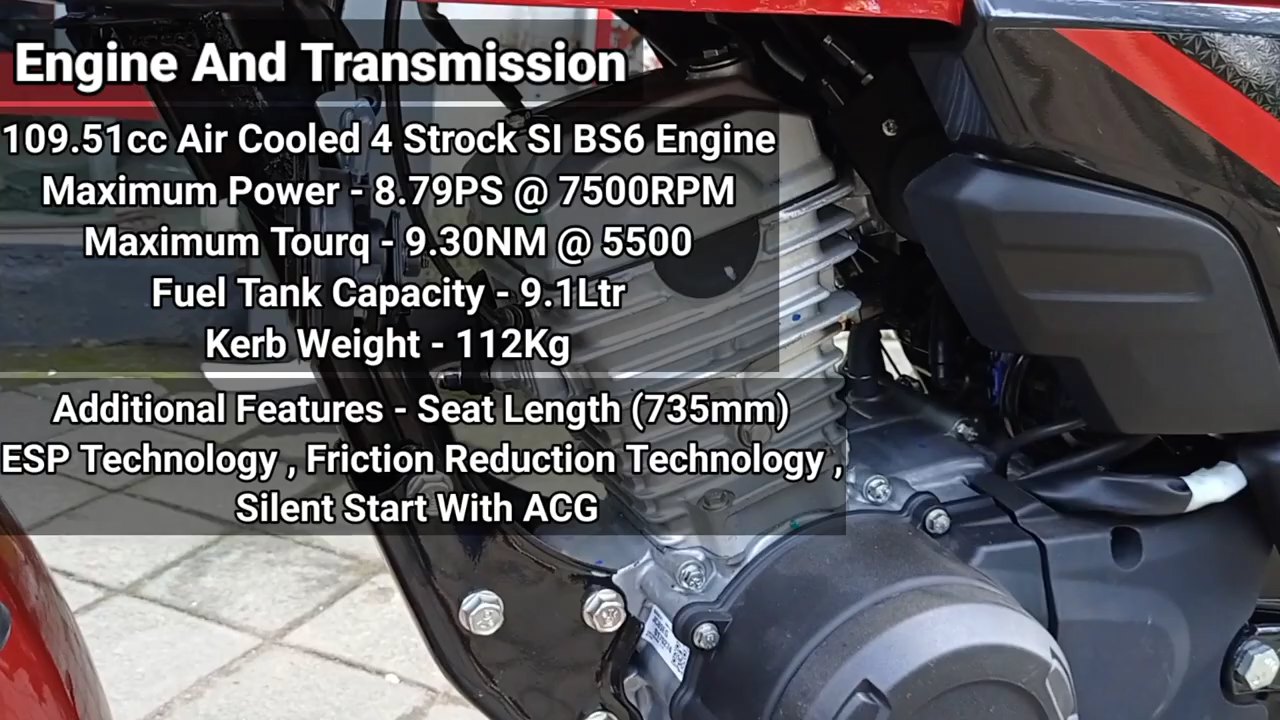 Engine And Transmission
109.51cc Air Cooled 4 Strock SI BS6 Engine
Maximum Power - 8.79PS @ 7500RPM
Maximum Tourq - 9.30NM @ 5500
Fuel Tank Capacity - 9.1Ltr
Kerb Weight - 112Kg
Additional Features - Seat Length (735mm)
ESP Technology , Friction Reduction Technology ,
Silent Start With ACG